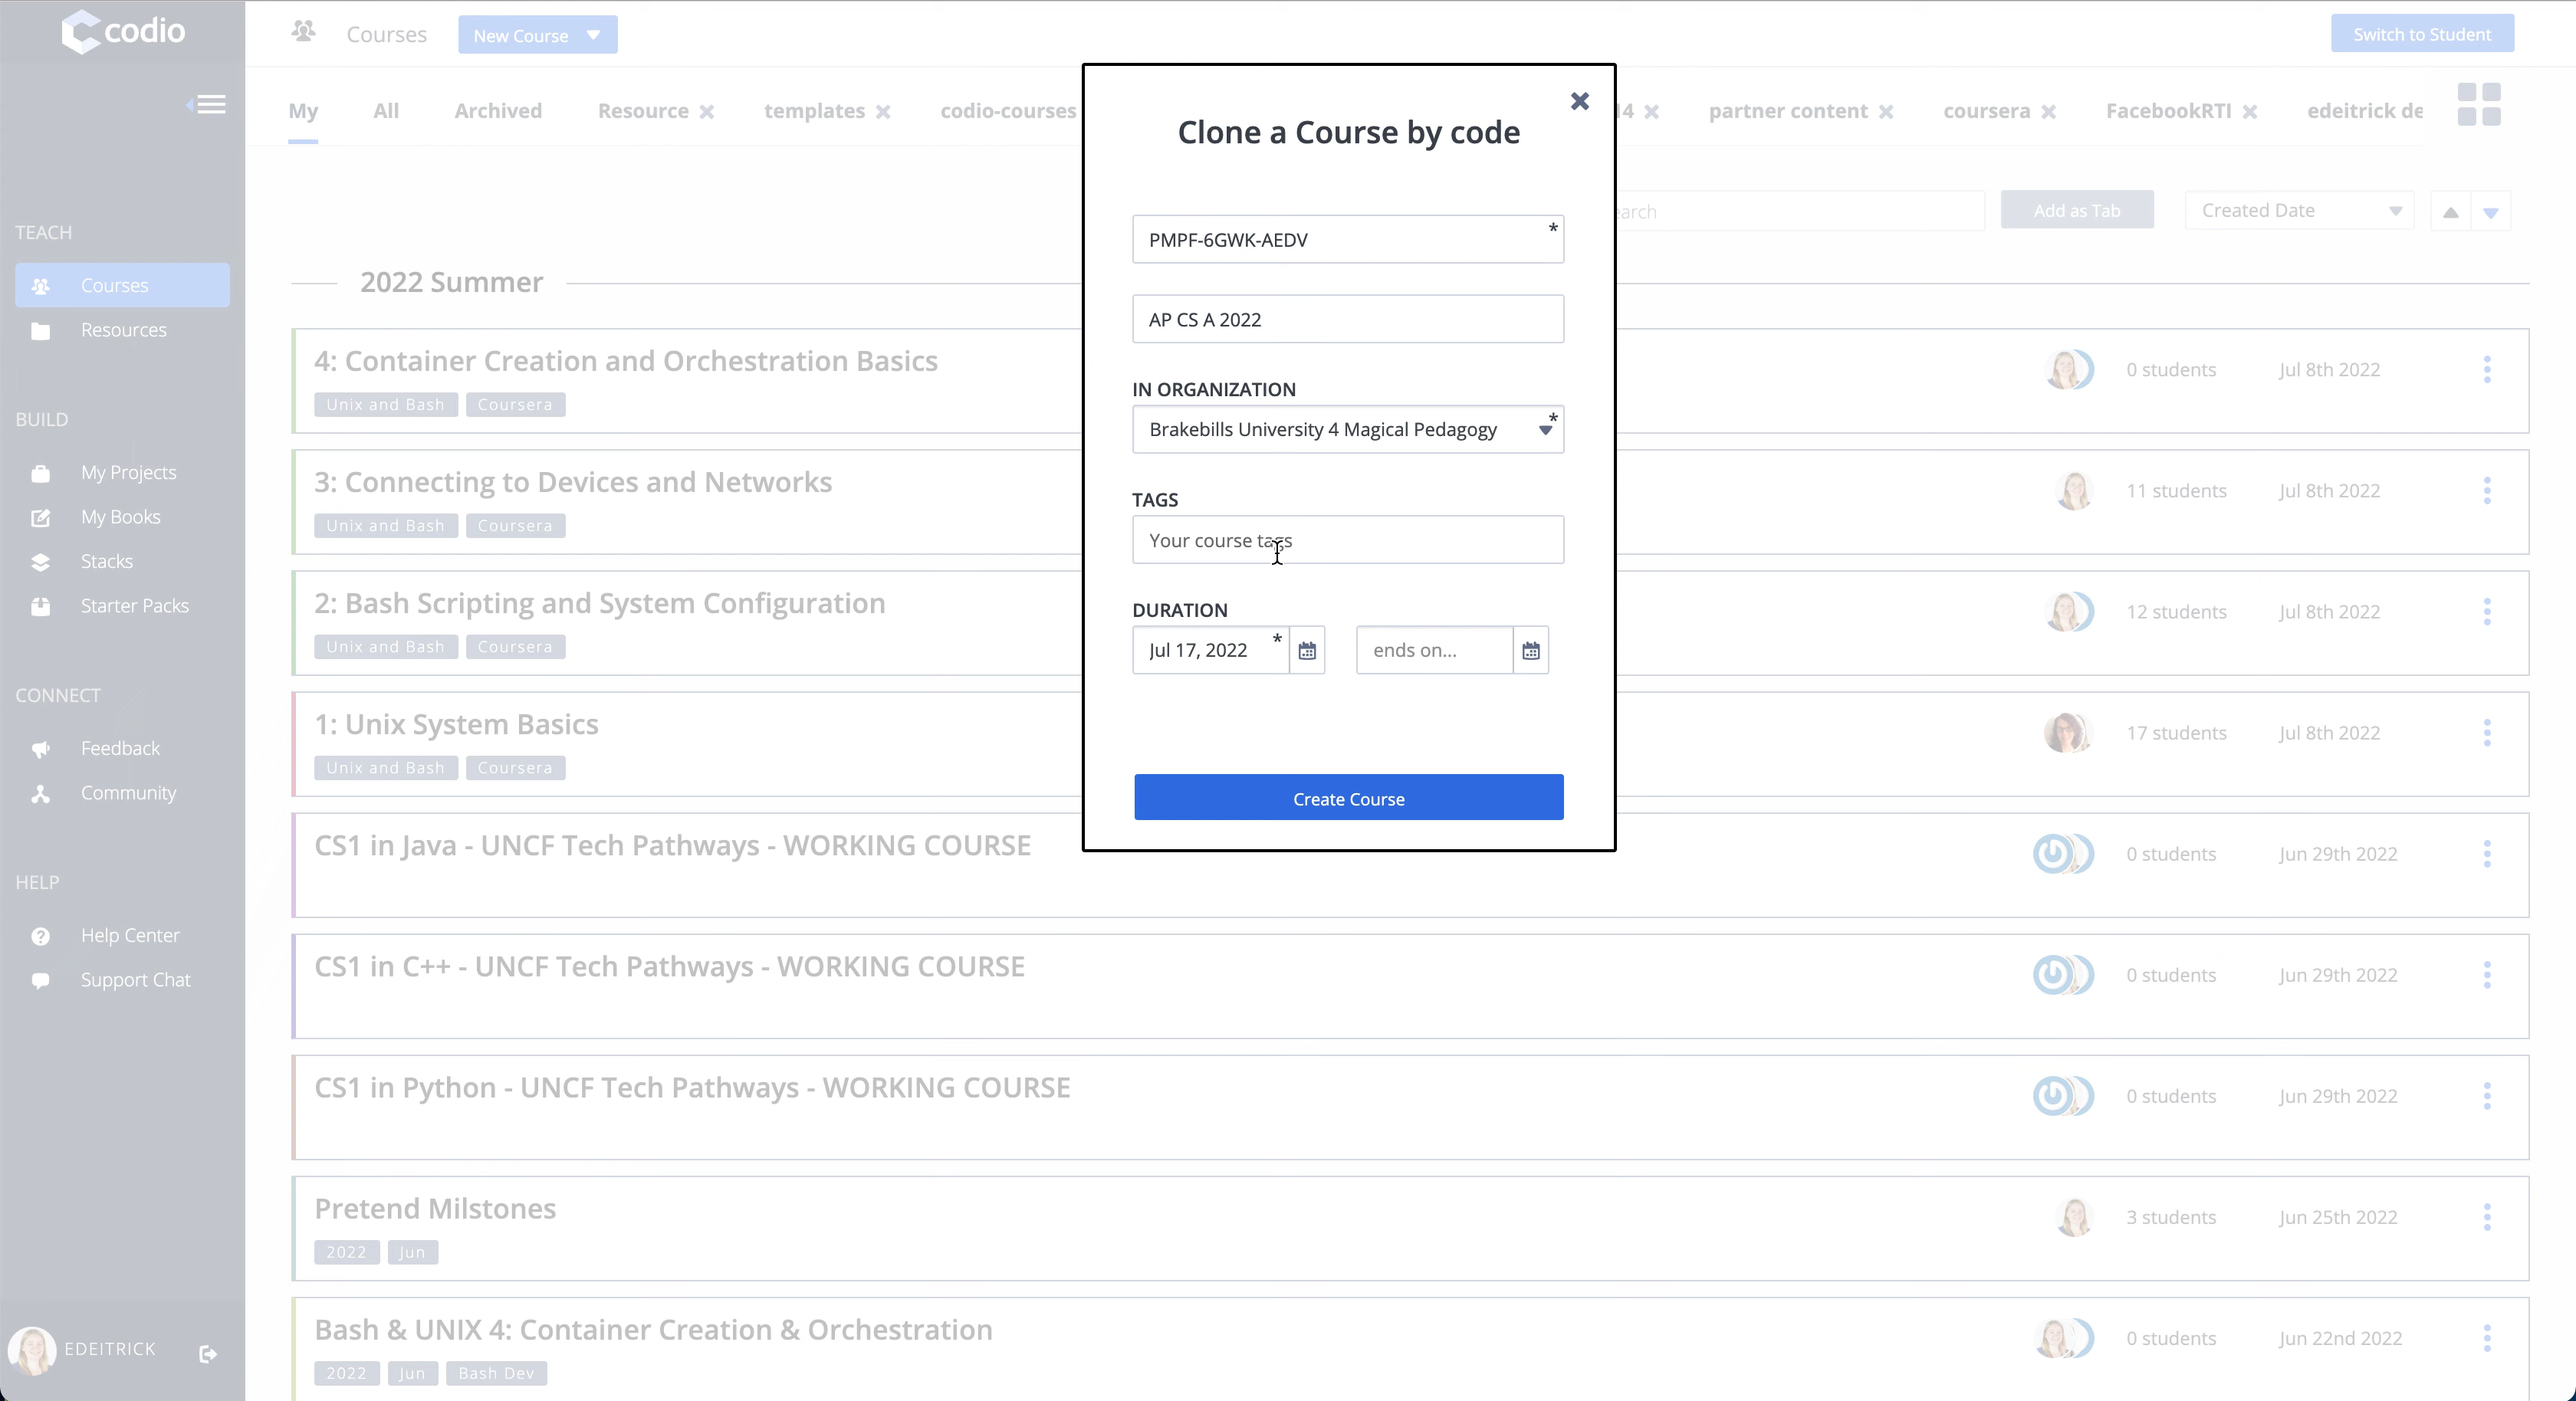 codio
Courses
New Course
Switch to Student
My
All
Archived
Resource
templates
codio-courses
14
partner content
coursera
FacebookRTI
edeitrick de
TEACH
Courses
Resources
BUILD
My Projects
My Books
Stacks
Starter Packs
CONNECT
Feedback
Community
HELP
Help Center
Support Chat
EDEITRICK
Clone a Course by code
PMPF-6GWK-AEDV *
AP CS A 2022
IN ORGANIZATION
Brakebills University 4 Magical Pedagogy *
TAGS
Your course tags
DURATION
Jul 17, 2022 *
ends on...
Create Course
earch
Add as Tab
Created Date
2022 Summer
4: Container Creation and Orchestration Basics
Unix and Bash Coursera
0 students Jul 8th 2022
3: Connecting to Devices and Networks
Unix and Bash Coursera
11 students Jul 8th 2022
2: Bash Scripting and System Configuration
Unix and Bash Coursera
12 students Jul 8th 2022
1: Unix System Basics
Unix and Bash Coursera
17 students Jul 8th 2022
CS1 in Java - UNCF Tech Pathways - WORKING COURSE
0 students Jun 29th 2022
CS1 in C++ - UNCF Tech Pathways - WORKING COURSE
0 students Jun 29th 2022
CS1 in Python - UNCF Tech Pathways - WORKING COURSE
0 students Jun 29th 2022
Pretend Milstones
2022 Jun
3 students Jun 25th 2022
Bash & UNIX 4: Container Creation & Orchestration
2022 Jun Bash Dev
0 students Jun 22nd 2022